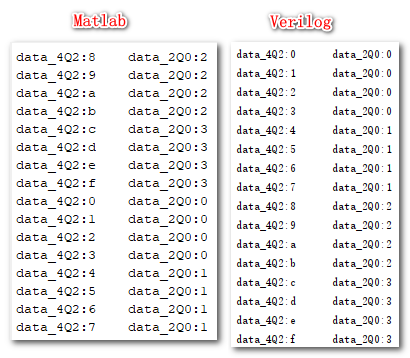 Matlab
data_4Q2:8 data_2Q0:2
data_4Q2:9 data_2Q0:2
data_4Q2:a data_2Q0:2
data_4Q2:b data_2Q0:2
data_4Q2:c data_2Q0:3
data_4Q2:d data_2Q0:3
data_4Q2:e data_2Q0:3
data_4Q2:f data_2Q0:3
data_4Q2:0 data_2Q0:0
data_4Q2:1 data_2Q0:0
data_4Q2:2 data_2Q0:0
data_4Q2:3 data_2Q0:0
data_4Q2:4 data_2Q0:1
data_4Q2:5 data_2Q0:1
data_4Q2:6 data_2Q0:1
data_4Q2:7 data_2Q0:1
Verilog
data_4Q2:0 data_2Q0:0
data_4Q2:1 data_2Q0:0
data_4Q2:2 data_2Q0:0
data_4Q2:3 data_2Q0:0
data_4Q2:4 data_2Q0:1
data_4Q2:5 data_2Q0:1
data_4Q2:6 data_2Q0:1
data_4Q2:7 data_2Q0:1
data_4Q2:8 data_2Q0:2
data_4Q2:9 data_2Q0:2
data_4Q2:a data_2Q0:2
data_4Q2:b data_2Q0:2
data_4Q2:c data_2Q0:3
data_4Q2:d data_2Q0:3
data_4Q2:e data_2Q0:3
data_4Q2:f data_2Q0:3